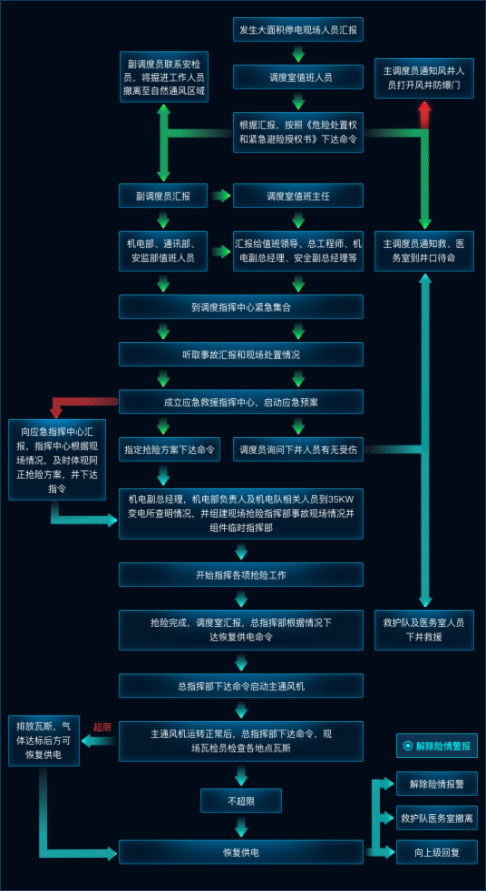 发生大面积停电现场人员汇报
副调度员联系安检
员，将掘进工作人员
撤离至自然通风区域
调度室值班人员
主调度员通知风井人
员打开风井防爆门
根据汇报，按照《危险处置权
和紧急避险授权书》下达命令
副调度员汇报
调度室值班主任
机电部、通讯部、
安监部值班人员
汇报给值班领导、总工程师、机
电副总经理、安全副总经理等
主调度员通知救、医
务室到井口待命
到调度指挥中心紧急集合
听取事故汇报和现场处置情况
成立应急救援指挥中心，启动应急预案
向应急指挥中心汇
报，指挥中心根据现
场情况，及时体现阿
正抢险方案，并下达
指令
指定抢险方案下达命令
调度员询问下井人员有无受伤
机电副总经理，机电部负责人及机电队相关人员到35KW
变电所查明情况，并组建现场抢险指挥部事故现场情况并
组件临时指挥部
开始指挥各项抢险工作
抢险完成，调度室汇报，总指挥部根据情况下
达恢复供电命令
救护队及医务室人员
下井救援
总指挥部下达命令启动主通风机
排放瓦斯，气
体达标后方可
恢复供电
超限
主通风机运转正常后，总指挥部下达命令，现
场瓦检员检查各地点瓦斯
解除险情警报
不超限
解除险情报警
救护队医务室撤离
恢复供电
向上级回复